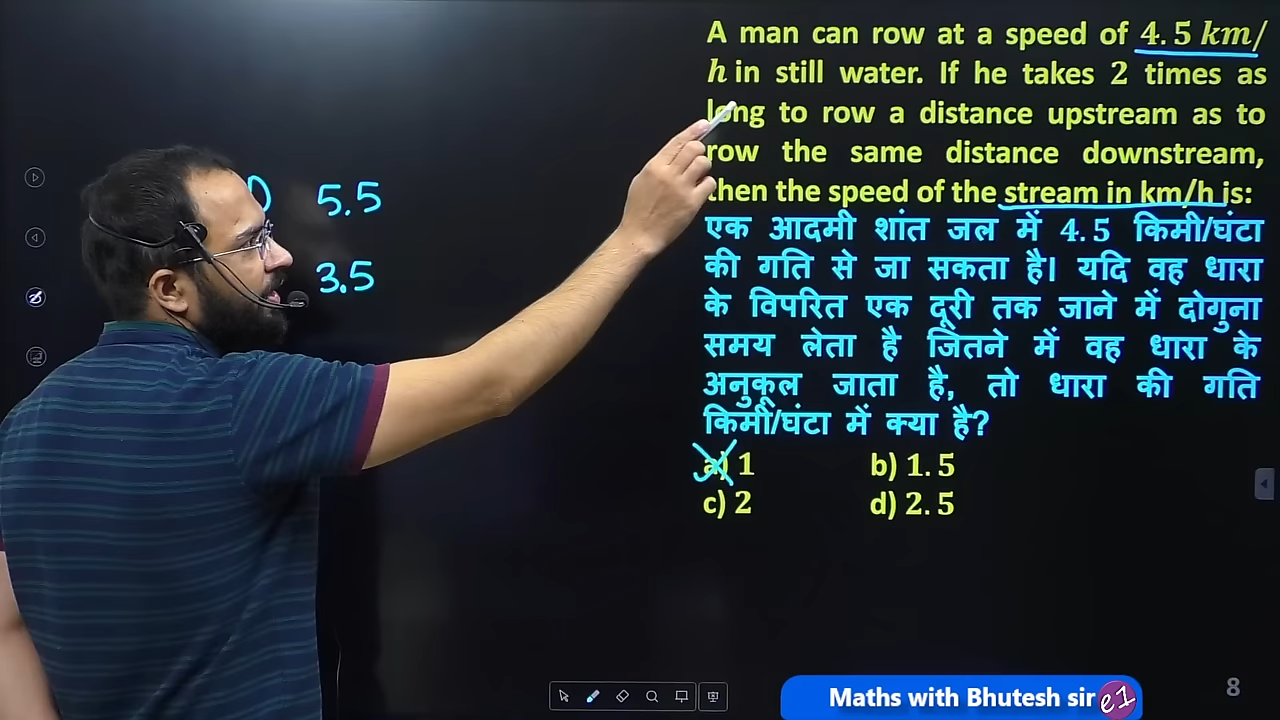 A man can row at a speed of 4.5 km/
h in still water. If he takes 2 times as
long to row a distance upstream as to
row the same distance downstream,
then the speed of the stream in km/h is:
एक आदमी शांत जल में 4.5 किमी/घंटा
की गति से जा सकता है। यदि वह धारा
के विपरित एक दूरी तक जाने में दोगुना
समय लेता है जितने में वह धारा के
अनुकूल जाता है, तो धारा की गति
किमी/घंटा में क्या है?
a) 1 b) 1.5
c) 2 d) 2.5
5.5
3.5
Maths with Bhutesh sir e1
8